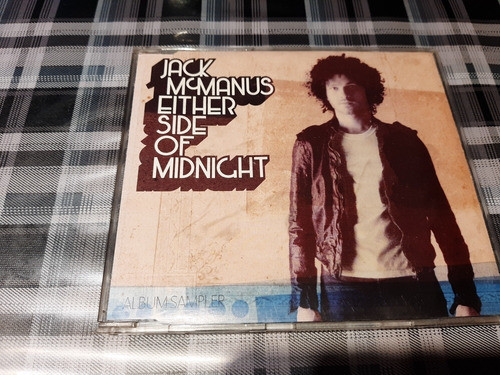 JACK
McMANUS
EITHER
SIDE
OF
MIDNIGHT
ALBUM SAMPLER